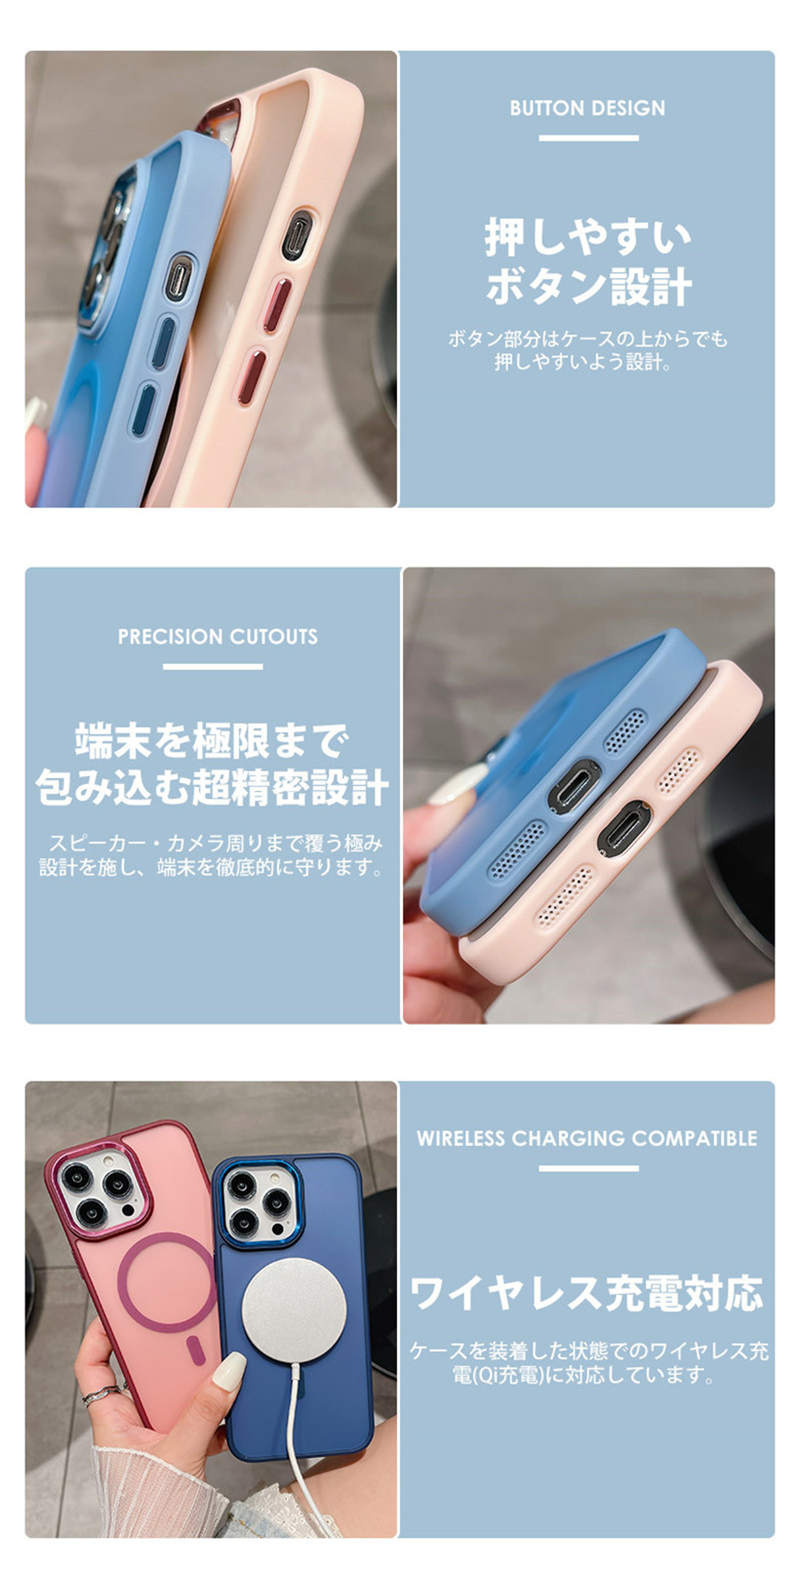 BUTTON DESIGN
押しやすい
ボタン設計
ボタン部分はケースの上からでも
押しやすいよう設計。
PRECISION CUTOUTS
端末を極限まで
包み込む超精密設計
スピーカー・カメラ周りまで覆う極み
設計を施し、端末を徹底的に守ります。
WIRELESS CHARGING COMPATIBLE
ワイヤレス充電対応
ケースを装着した状態でのワイヤレス充
電(Qi充電)に対応しています。